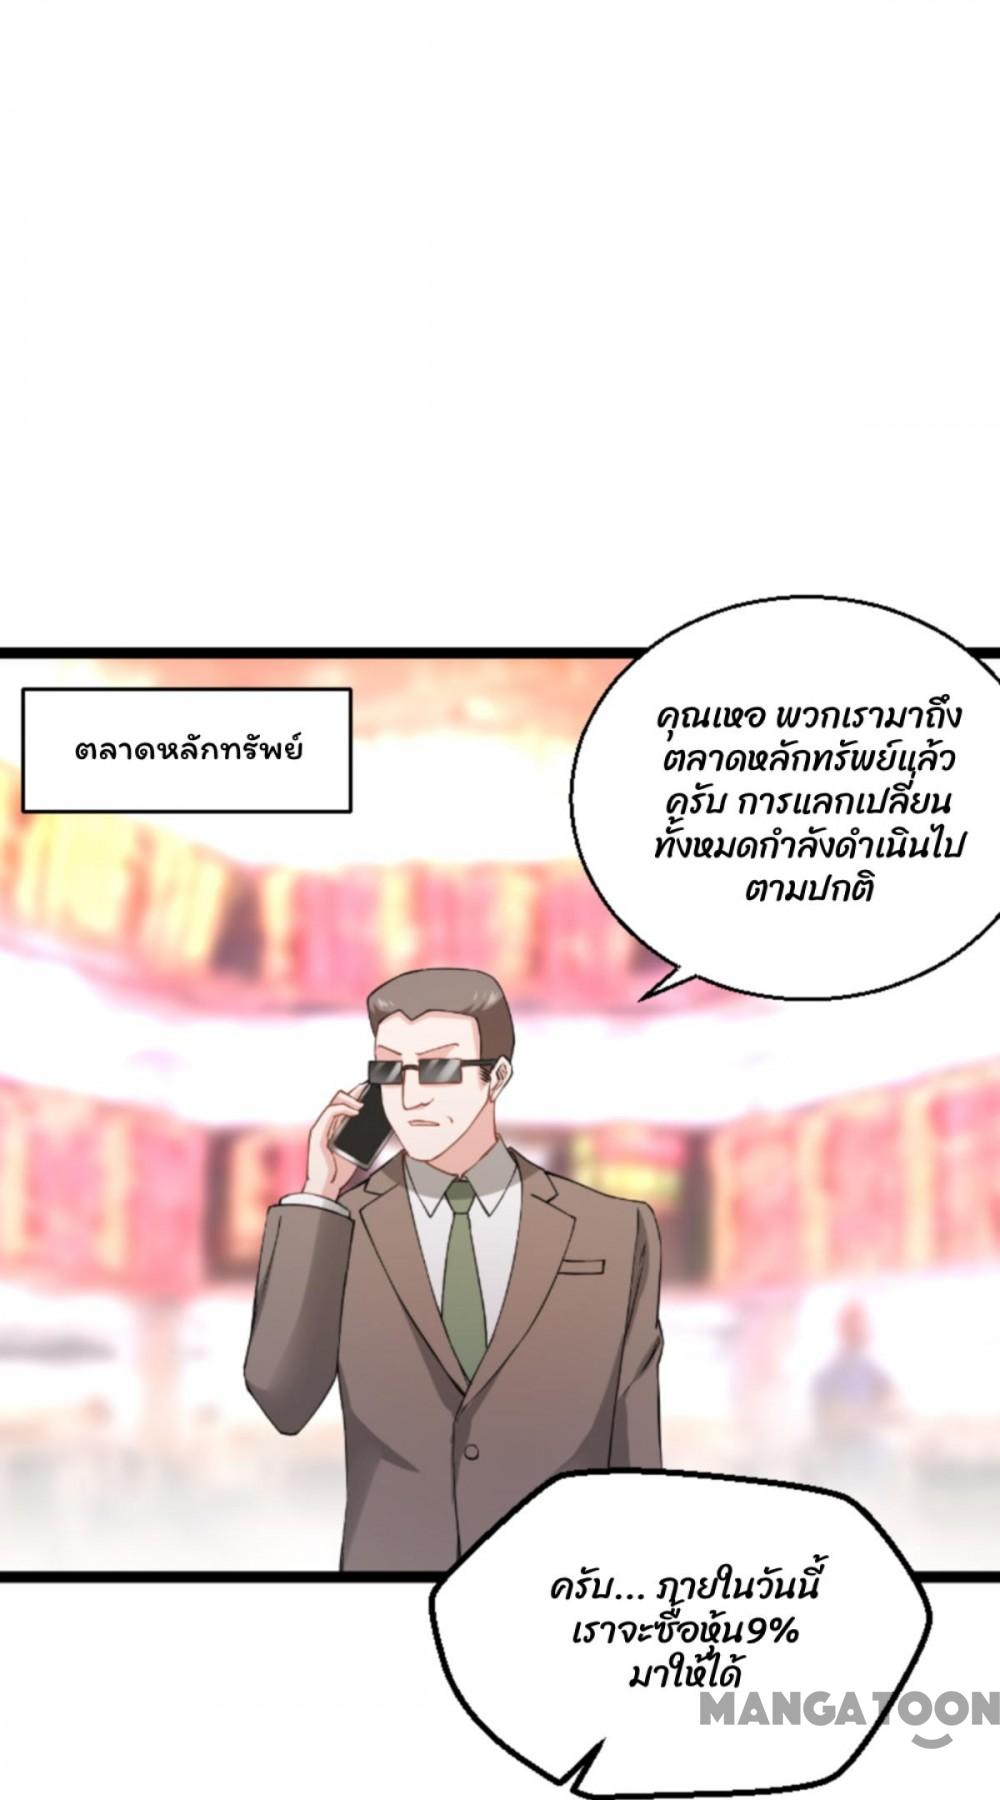 ตลาดหลักทรัพย์
คุณเหอ พวกเรามาถึง
ตลาดหลักทรัพย์แล้ว
ครับ การแลกเปลี่ยน
ทั้งหมดกำลังดำเนินไป
ตามปกติ
ครับ... ภายในวันนี้
เราจะซื้อหุ้น9%
มาให้ได้
MANGATOON